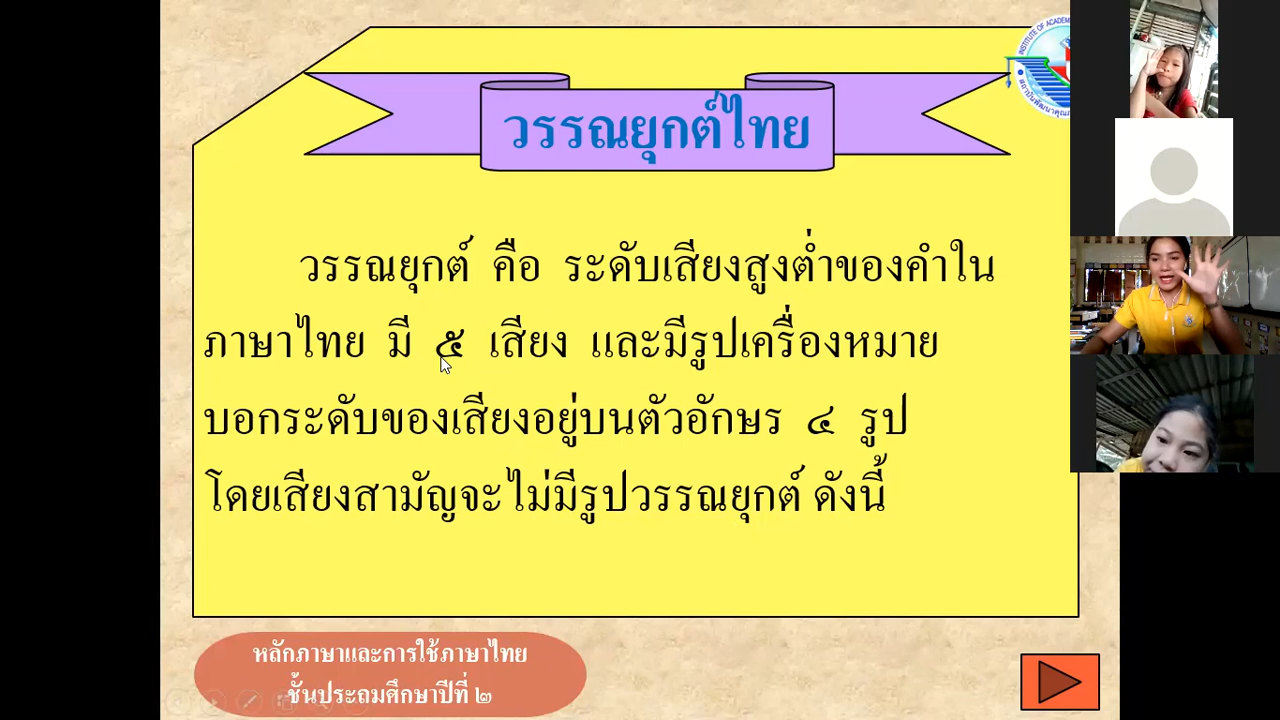 วรรณยุกต์ไทย
วรรณยุกต์ คือ ระดับเสียงสูงต่ำของคำใน
ภาษาไทย มี ๕ เสียง และมีรูปเครื่องหมาย
บอกระดับของเสียงอยู่บนตัวอักษร ๔ รูป
โดยเสียงสามัญจะไม่มีรูปวรรณยุกต์ ดังนี้
หลักภาษาและการใช้ภาษาไทย
ชั้นประถมศึกษาปีที่ ๒
INSTITUTE OF